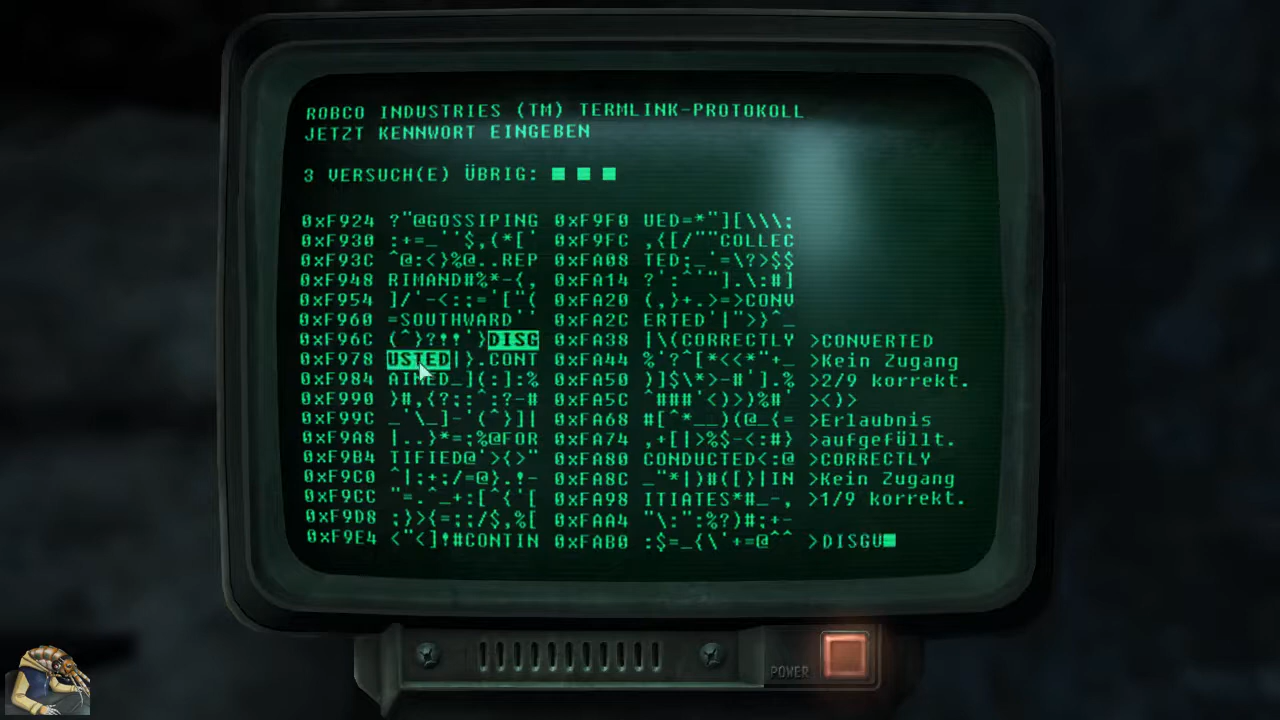 ROBCO INDUSTRIES (TM) TERMLINK-PROTOKOLL
JETZT KENNWORT EINGEBEN
3 VERSUCH(E) ÜBRIG: ■ ■ ■
0xF924 ?"@GOSSIPING 0xF9F0 UED=*"][\\\;
0xF930 :+=_''$,(*[' 0xF9FC ,{[/""COLLEC
0xF93C ^@:<}%@..REP 0xFA08 TED;_'=\?>$$
0xF948 RIMAND#%*-{, 0xFA14 ?':^'"].\:#]
0xF954 ]/'-<:;='["( 0xFA20 (,}+.>=>CONV
0xF960 =SOUTHWARD'' 0xFA2C ERTED'|">}^_
0xF96C (^}?!!'}DISG 0xFA38 |\(CORRECTLY >CONVERTED
0xF978 USTED|}.CONT 0xFA44 %'?^[*<<*"+_ >Kein Zugang
0xF984 AINED_](:]:% 0xFA50 )]$\*>-#'].% >2/9 korrekt.
0xF990 }#,{?;:^:?-# 0xFA5C ^###'<)>)%#' ><)>
0xF99C _'\_]-'(^}]| 0xFA68 #[^*__)(@_{= >Erlaubnis
0xF9A8 |..}*=;%@FOR 0xFA74 ,+[|>%$-<:#} >aufgefüllt.
0xF9B4 TIFIED@'>{>" 0xFA80 CONDUCTED<:@ >CORRECTLY
0xF9C0 ^|;+;/=@}.!- 0xFA8C _"*|)#([}|IN >Kein Zugang
0xF9CC "=.^_+:[^{'[ 0xFA98 ITIATES*#_-, >1/9 korrekt.
0xF9D8 ;}>{=;;/$,%[ 0xFAA4 "\:":%?)#;+-
0xF9E4 <"<]!#CONTIN 0xFAB0 :$=_{\'+=@^^ >DISGU■
POWER